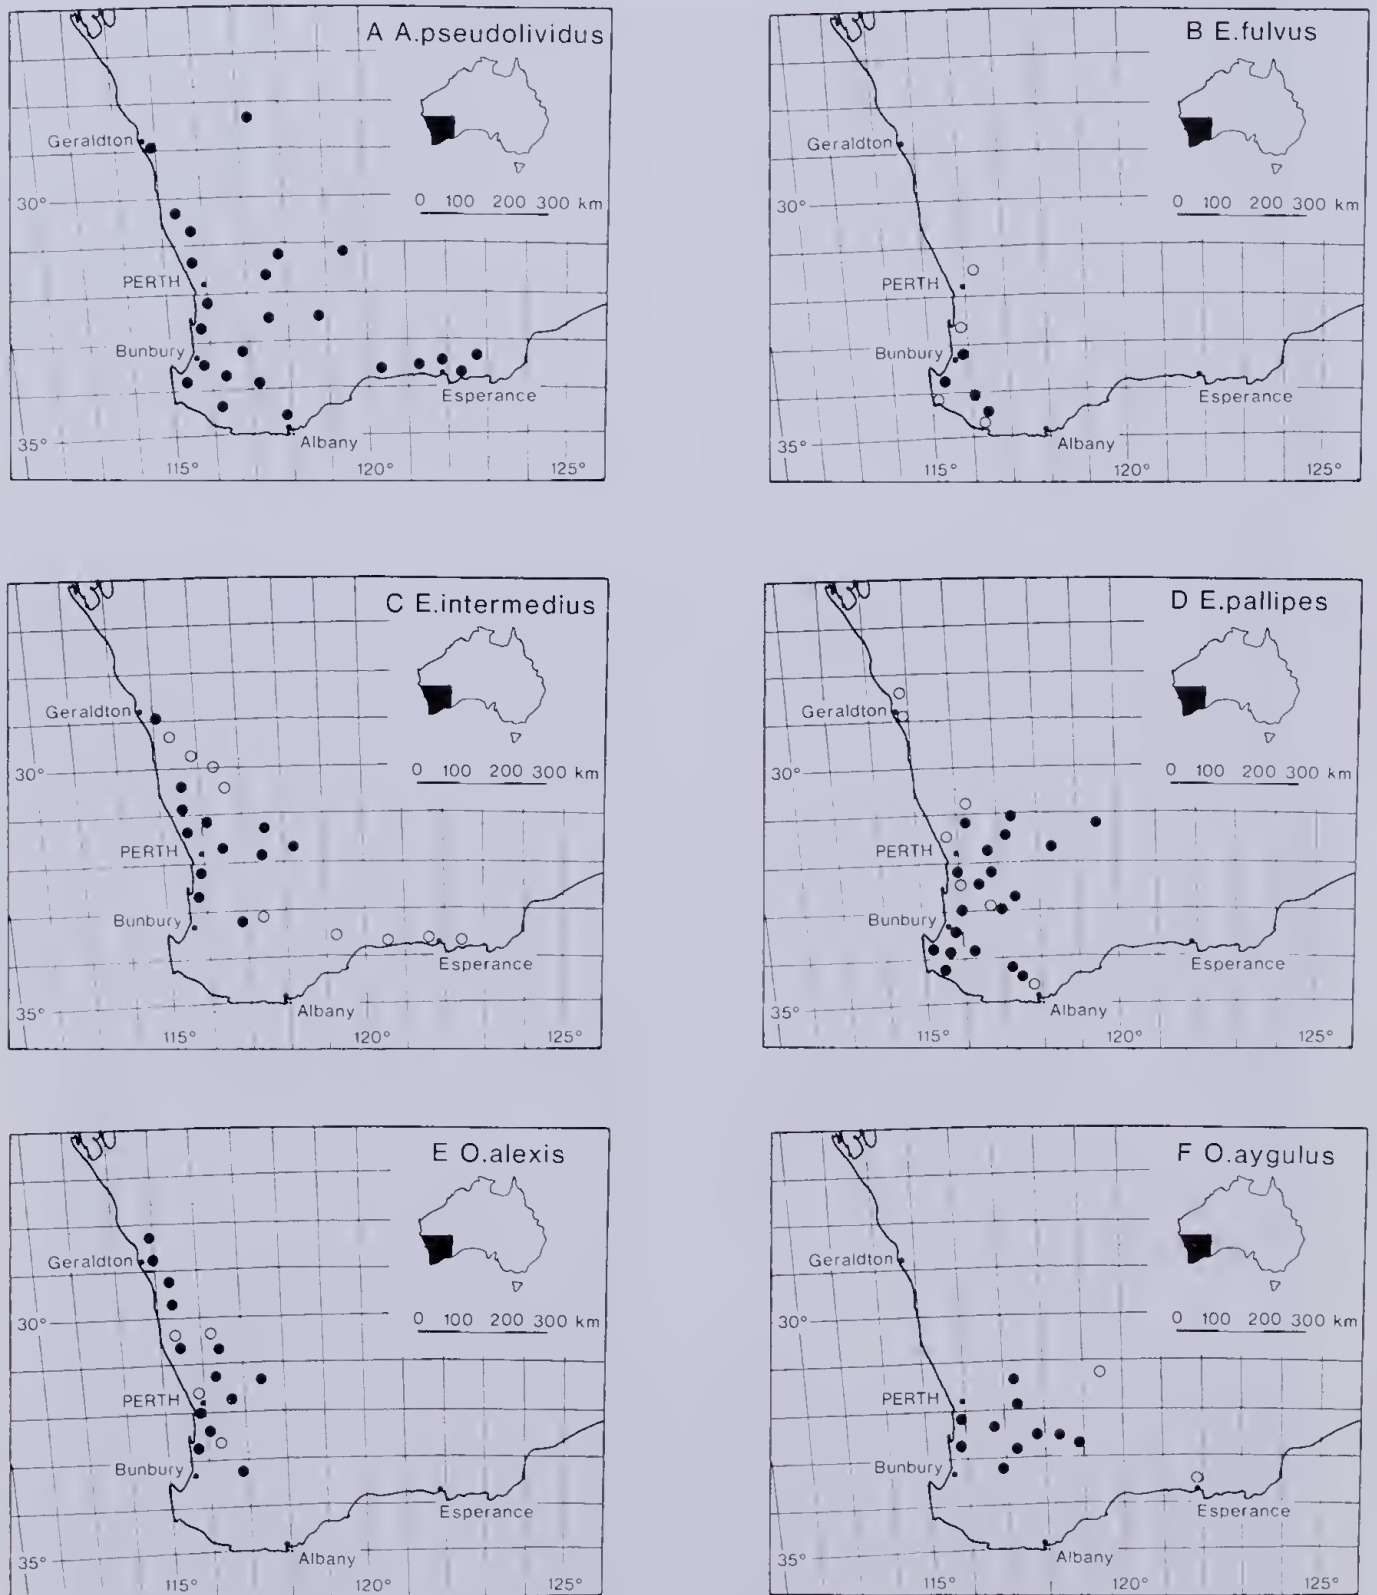 A A.pseudolividus
Geraldton
0 100 200 300 km
30°
PERTH
Bunbury
Esperance
Albany
35°
115° 120° 125°
B E.fulvus
Geraldton
0 100 200 300 km
30°
PERTH
Bunbury
Esperance
Albany
35°
115° 120° 125°
C E.intermedius
Geraldton
0 100 200 300 km
30°
PERTH
Bunbury
Esperance
Albany
35°
115° 120° 125°
D E.pallipes
Geraldton
0 100 200 300 km
30°
PERTH
Bunbury
Esperance
Albany
35°
115° 120° 125°
E O.alexis
Geraldton
0 100 200 300 km
30°
PERTH
Bunbury
Esperance
Albany
35°
115° 120° 125°
F O.aygulus
Geraldton
0 100 200 300 km
30°
PERTH
Bunbury
Esperance
Albany
35°
115° 120° 125°